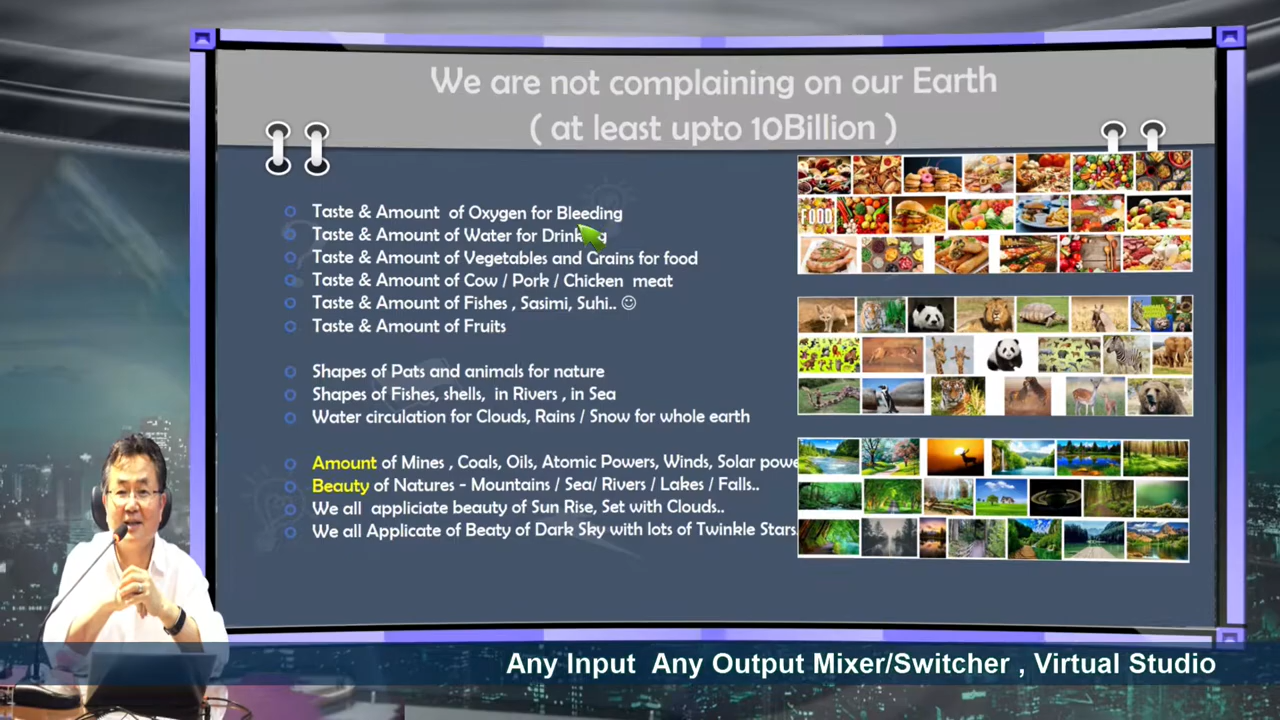 We are not complaining on our Earth
( at least upto 10Billion )
Taste & Amount of Oxygen for Bleeding
Taste & Amount of Water for Drinking
Taste & Amount of Vegetables and Grains for food
Taste & Amount of Cow / Pork / Chicken meat
Taste & Amount of Fishes , Sasimi, Suhi.. ☺
Taste & Amount of Fruits
Shapes of Pats and animals for nature
Shapes of Fishes, shells, in Rivers , in Sea
Water circulation for Clouds, Rains / Snow for whole earth
Amount of Mines , Coals, Oils, Atomic Powers, Winds, Solar powe
Beauty of Natures - Mountains / Sea/ Rivers / Lakes / Falls..
We all appliciate beauty of Sun Rise, Set with Clouds..
We all Applicate of Beaty of Dark Sky with lots of Twinkle Stars.
FOOD
Any Input Any Output Mixer/Switcher , Virtual Studio